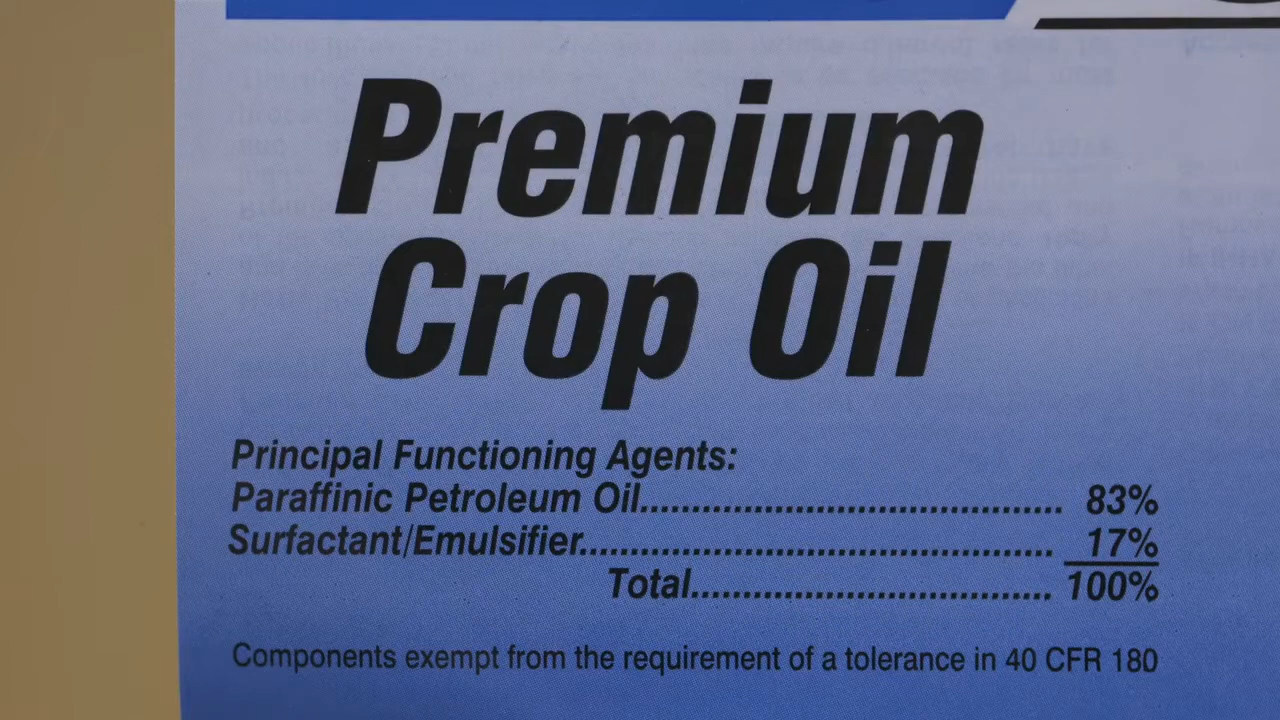 Premium
Crop Oil
Principal Functioning Agents:
Paraffinic Petroleum Oil......................................... 83%
Surfactant/Emulsifier.............................................. 17%
Total................................... 100%
Components exempt from the requirement of a tolerance in 40 CFR 180